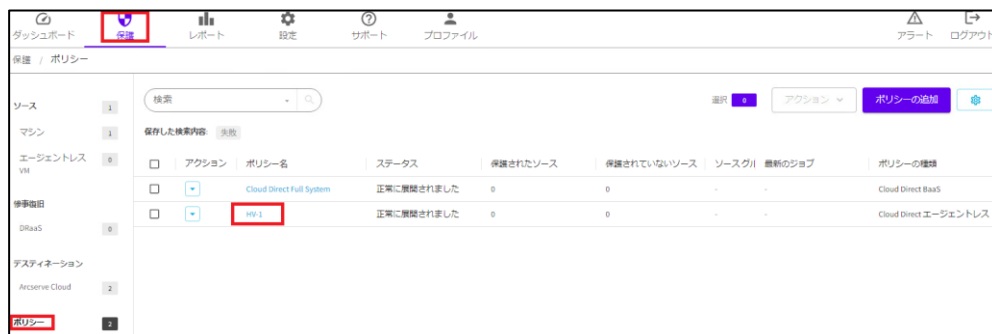 ダッシュボード 保護 レポート 設定 サポート プロファイル アラート ログアウト
保護 / ポリシー
ソース 1
マシン 1
エージェントレス VM 0
惨事復旧
DRaaS 0
デスティネーション
Arcserve Cloud 2
ポリシー 2
検索 選択 0 アクション ポリシーの追加
保存した検索内容: 失敗
アクション ポリシー名 ステータス 保護されたソース 保護されていないソース ソースグル 最新のジョブ ポリシーの種類
Cloud Direct Full System 正常に展開されました 0 0 - - Cloud Direct BaaS
HV-1 正常に展開されました 0 0 - - Cloud Direct エージェントレス